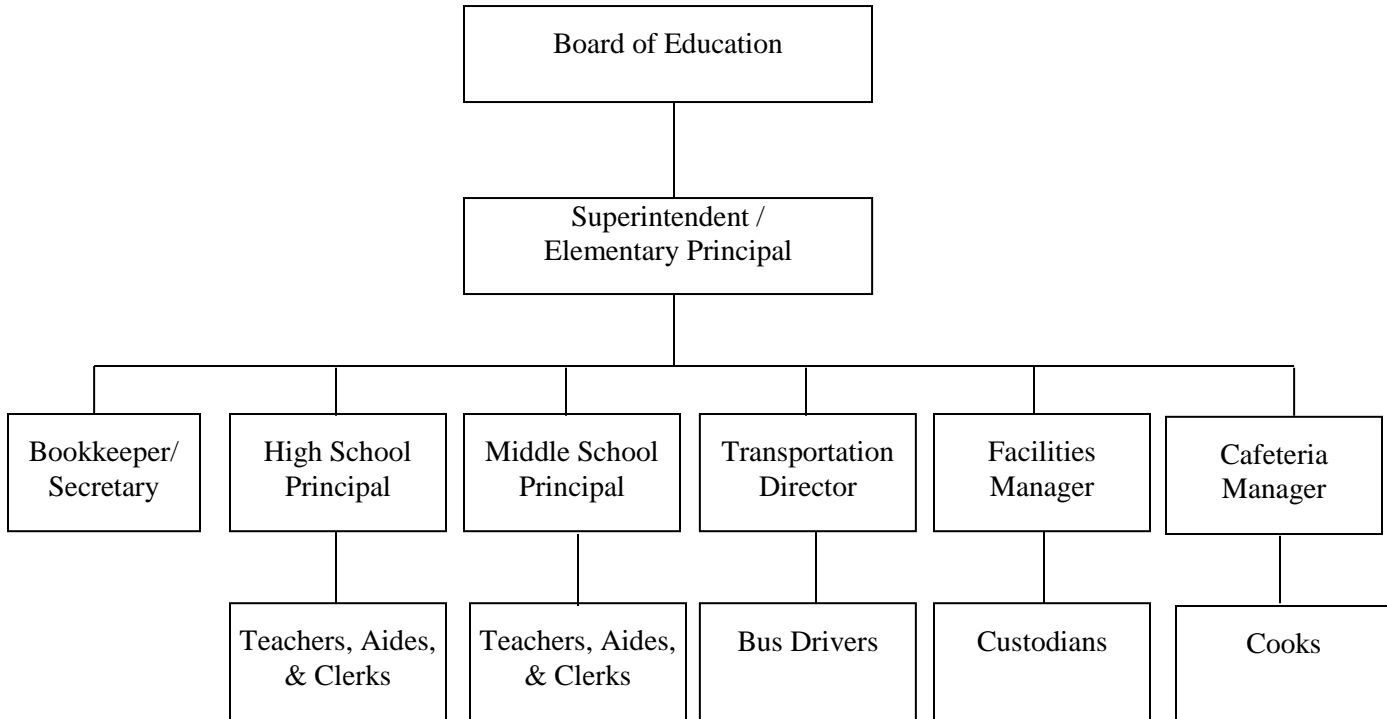 Board of Education
Superintendent /
Elementary Principal
Bookkeeper/
Secretary
High School
Principal
Middle School
Principal
Transportation
Director
Facilities
Manager
Cafeteria
Manager
Teachers, Aides,
& Clerks
Teachers, Aides,
& Clerks
Bus Drivers
Custodians
Cooks